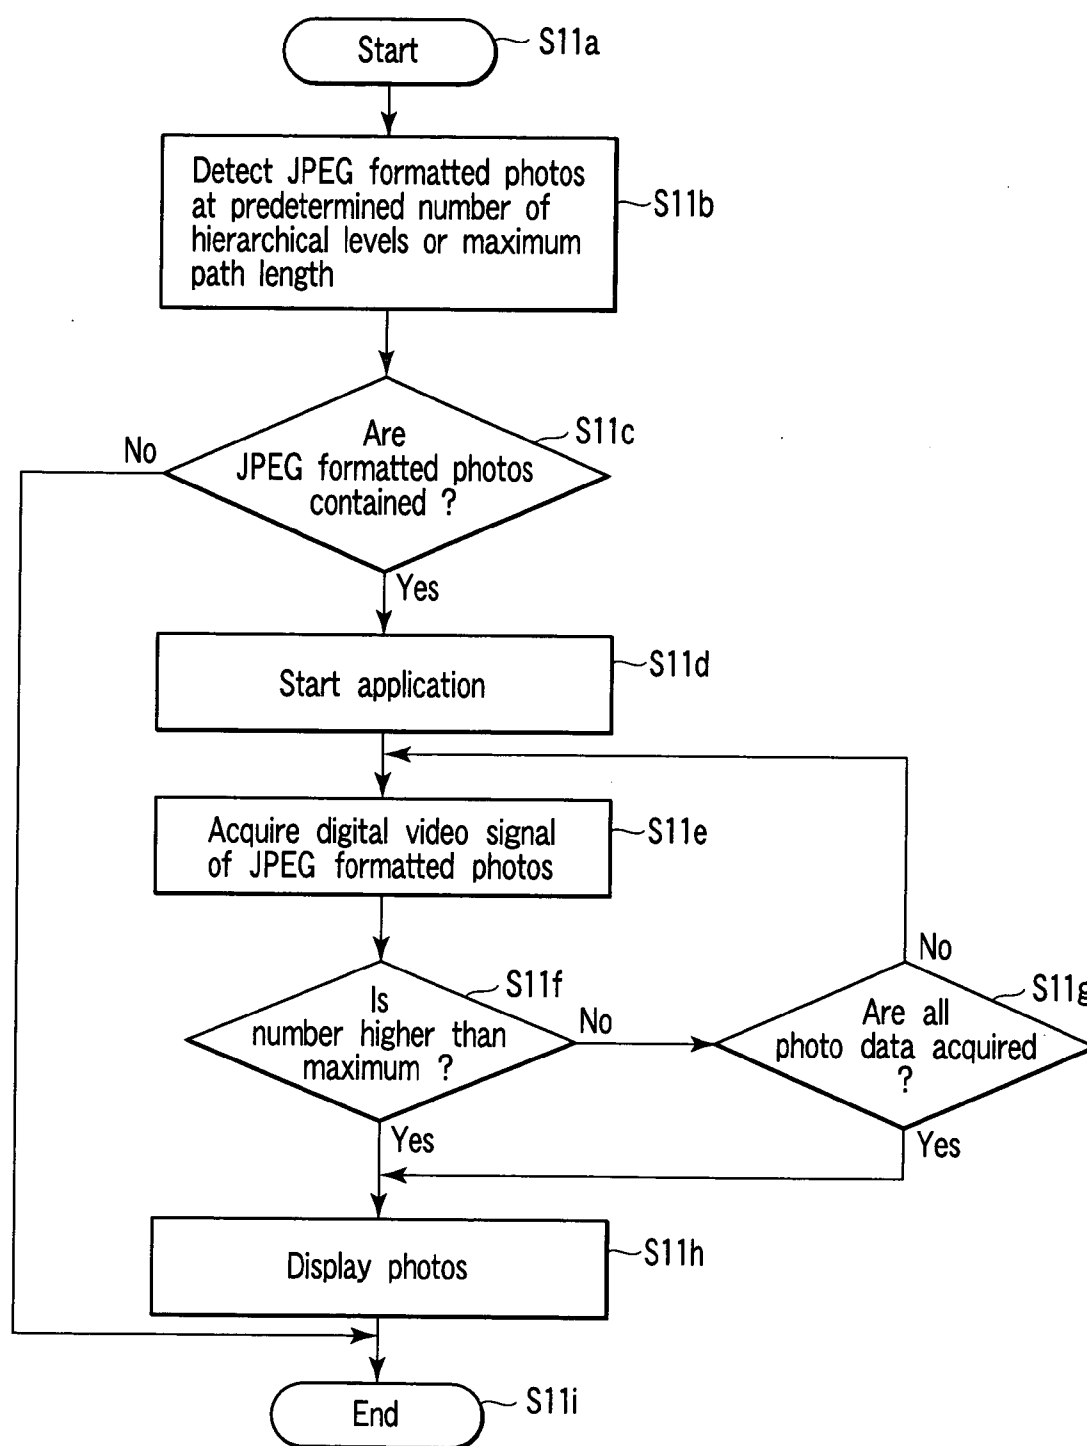 Start
S11a
Detect JPEG formatted photos
at predetermined number of
hierarchical levels or maximum
path length
S11b
Are
JPEG formatted photos
contained ?
S11c
No
Yes
Start application
S11d
Acquire digital video signal
of JPEG formatted photos
S11e
Is
number higher than
maximum ?
S11f
No
Yes
Are all
photo data acquired
?
S11g
No
Yes
Display photos
S11h
End
S11i